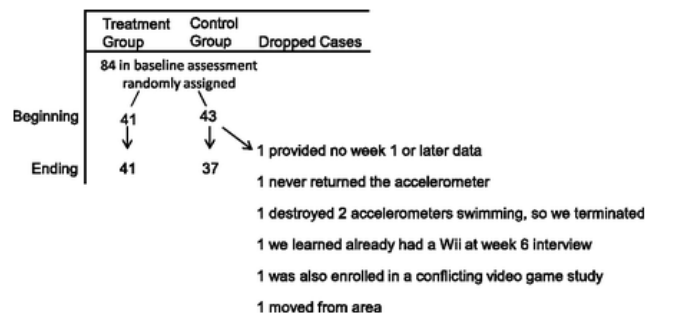 Treatment Control
Group Group Dropped Cases
84 in baseline assessment
randomly assigned
Beginning 41 43
1 provided no week 1 or later data
Ending 41 37
1 never returned the accelerometer
1 destroyed 2 accelerometers swimming, so we terminated
1 we learned already had a Wii at week 6 interview
1 was also enrolled in a conflicting video game study
1 moved from area